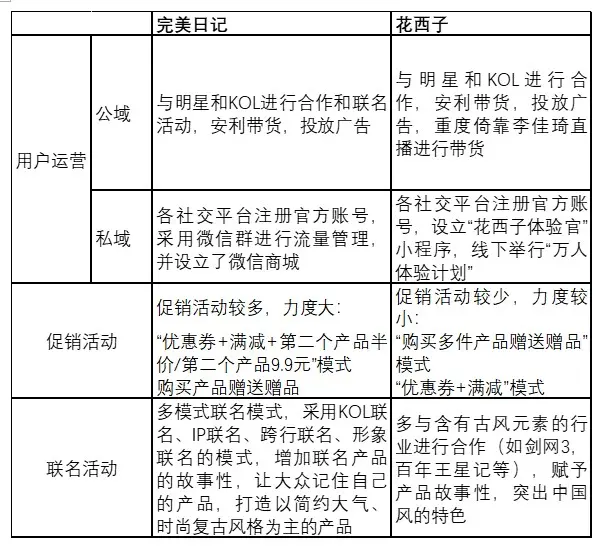 完美日记
花西子
用户运营
公域
与明星和KOL进行合作和联名
活动，安利带货，投放广告
与明星和KOL进行合
作，安利带货，投放广
告，重度倚靠李佳琦直
播进行带货
私域
各社交平台注册官方账号，
采用微信群进行流量管理，
并设立了微信商城
各社交平台注册官方账
号，设立“花西子体验官”
小程序，线下举行“万人
体验计划”
促销活动
促销活动较多，力度大：
“优惠券+满减+第二个产品半
价/第二个产品9.9元”模式
购买产品赠送赠品
促销活动较少，力度较
小：
“购买多件产品赠送赠品”
模式
“优惠券+满减”模式
联名活动
多模式联名模式，采用KOL联
名、IP联名、跨行联名、形象
联名的模式，增加联名产品
的故事性，让大众记住自己
的产品，打造以简约大气、
时尚复古风格为主的产品
多与含有古风元素的行
业进行合作（如剑网3，
百年王星记等），赋予
产品故事性，突出中国
风的特色